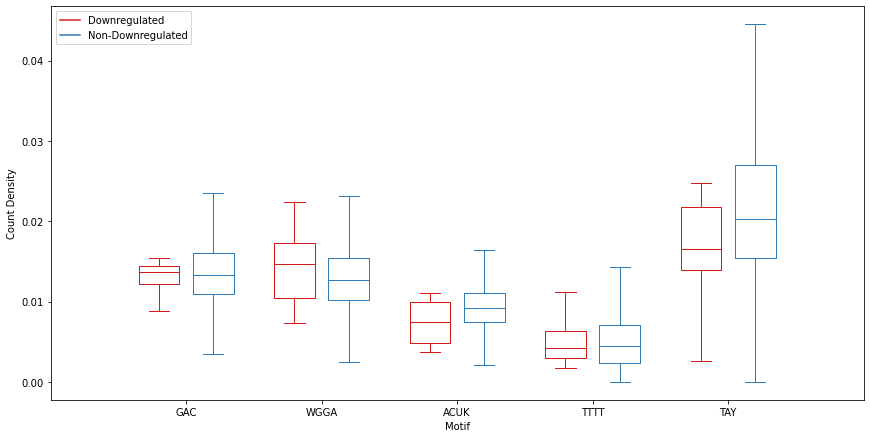 Downregulated
Non-Downregulated
0.04
0.03
0.02
0.01
0.00
Count Density
GAC WGGA ACUK TTTT TAY
Motif